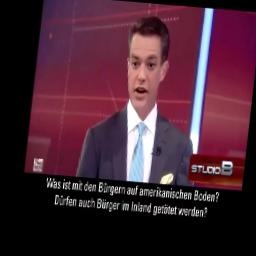 STUDIO B
Was ist mit den Bürgern auf amerikanischen Boden?
Dürfen auch Bürger im Inland getötet werden?